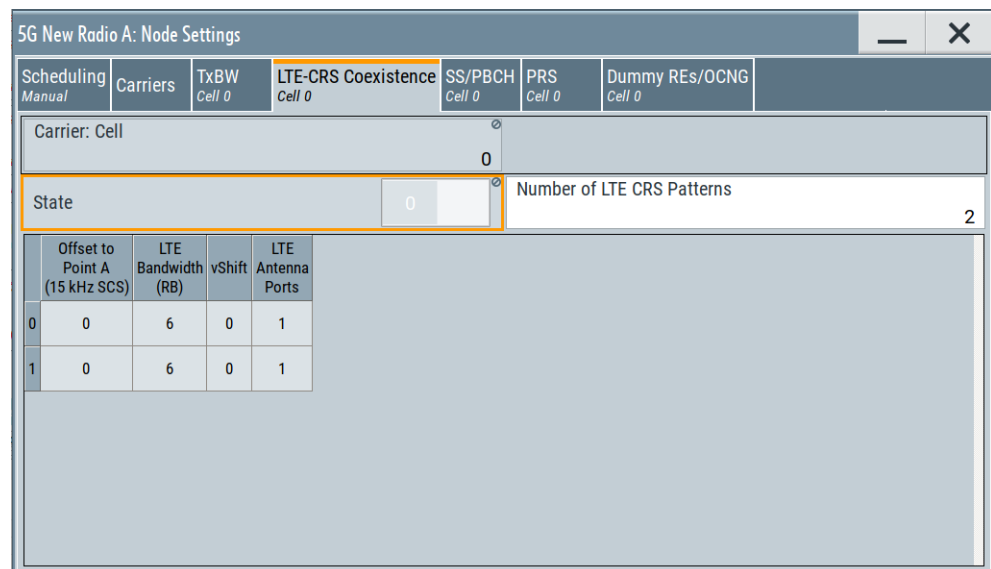 5G New Radio A: Node Settings
Scheduling
Manual
Carriers
TxBW
Cell 0
LTE-CRS Coexistence
Cell 0
SS/PBCH
Cell 0
PRS
Cell 0
Dummy REs/OCNG
Cell 0
Carrier: Cell
0
State
0
Number of LTE CRS Patterns
2
Offset to
Point A
(15 kHz SCS)
LTE
Bandwidth
(RB)
vShift
LTE
Antenna
Ports
0 0 6 0 1
1 0 6 0 1